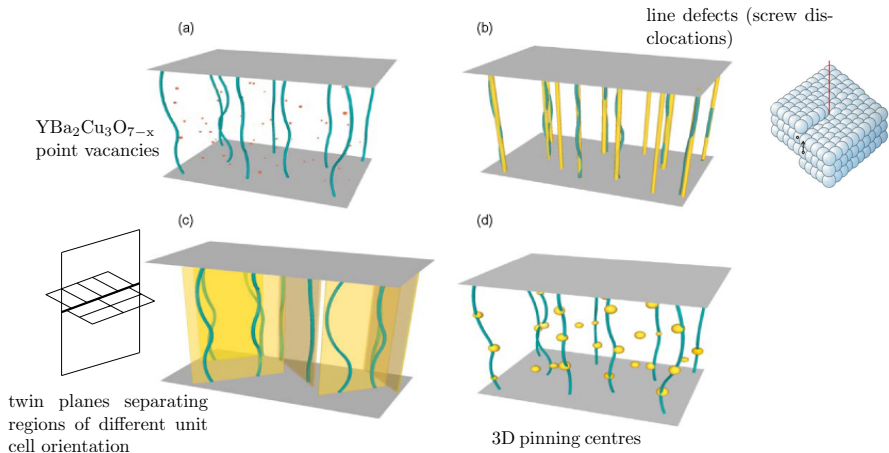 (a)
(b)
line defects (screw dis-
clocations)
YBa₂Cu₃O₇₋ₓ
point vacancies
(c)
(d)
twin planes separating
regions of different unit
cell orientation
3D pinning centres